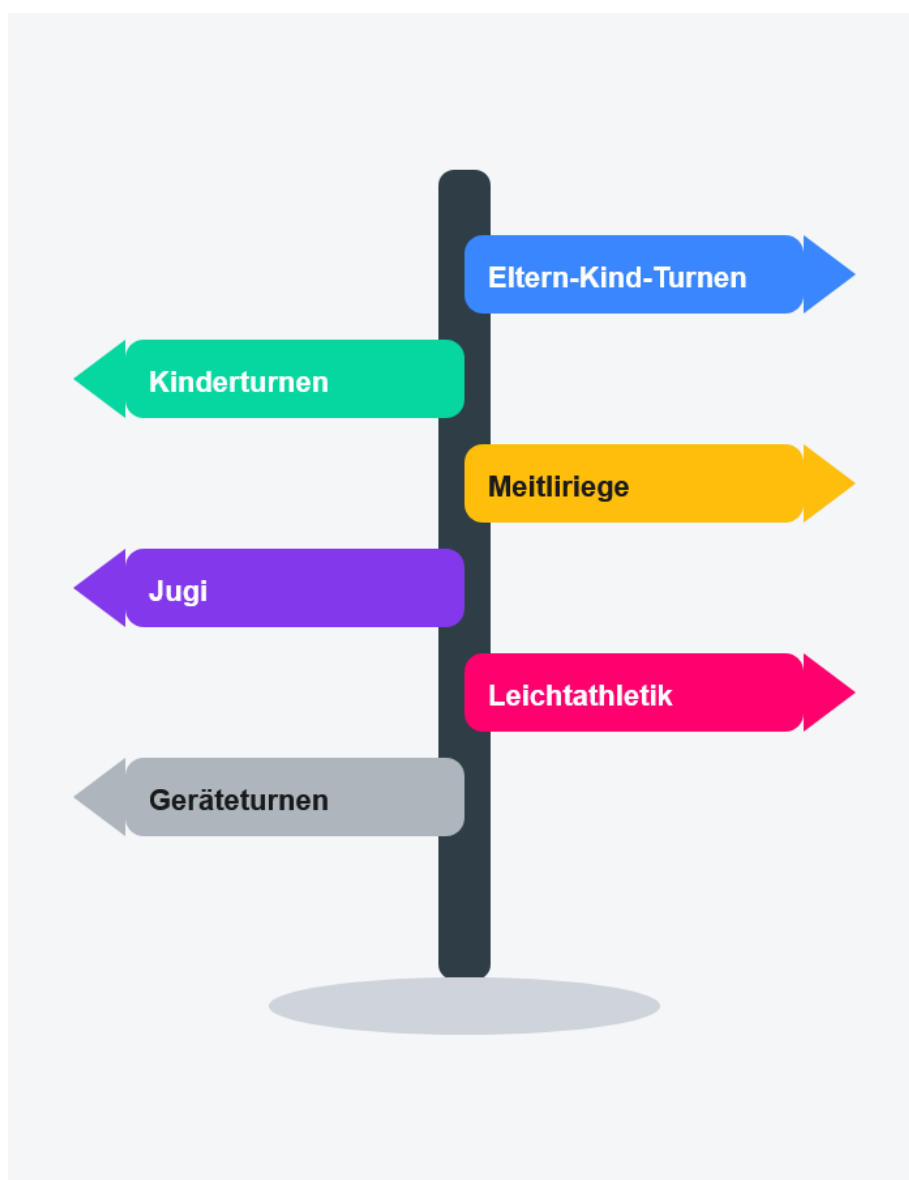 Eltern-Kind-Turnen
Kinderturnen
Meitliriege
Jugi
Leichtathletik
Geräteturnen